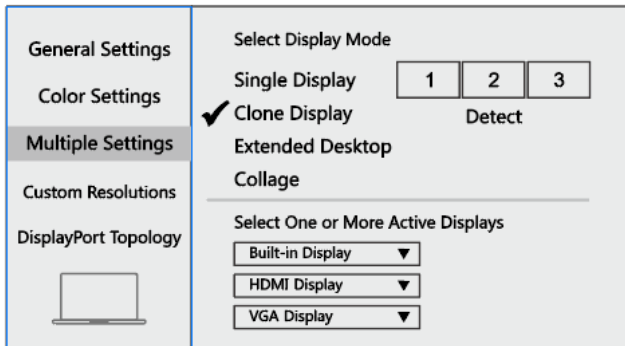 General Settings
Color Settings
Multiple Settings
Custom Resolutions
DisplayPort Topology
Select Display Mode
Single Display
1 2 3
Clone Display
Detect
Extended Desktop
Collage
Select One or More Active Displays
Built-in Display
HDMI Display
VGA Display